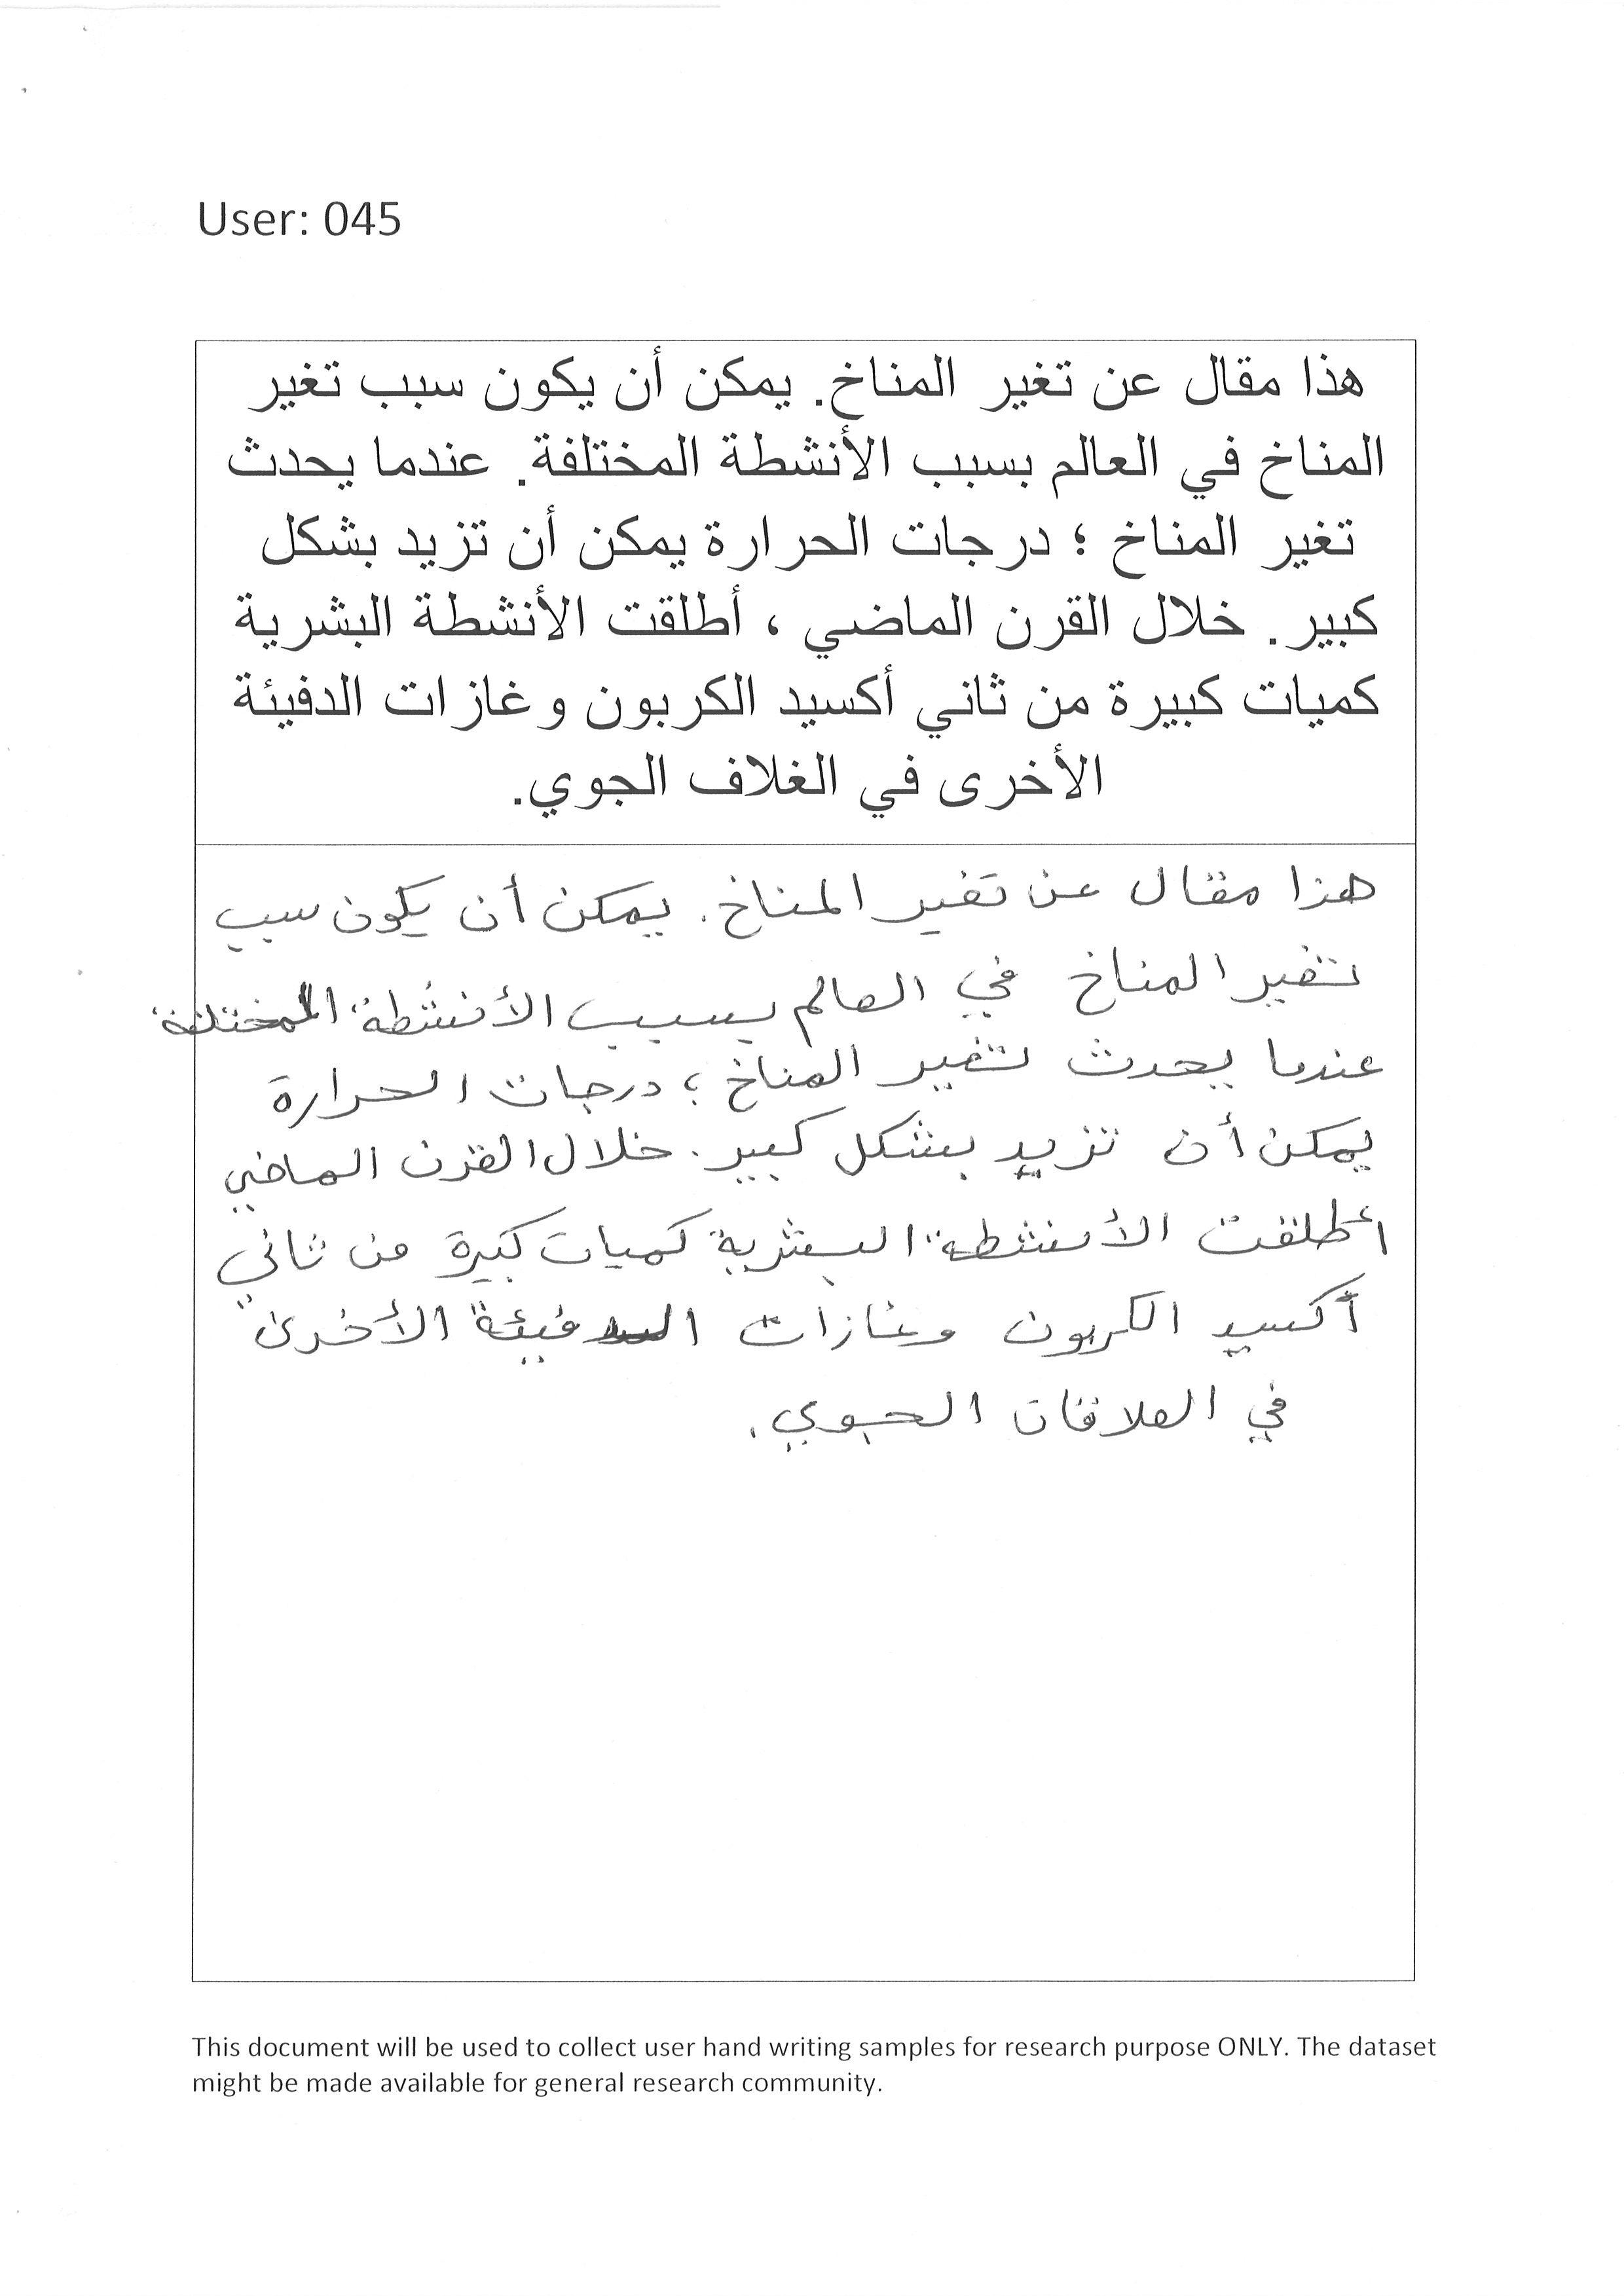 User: 045
هذا مقال عن تغير المناخ. يمكن أن يكون سبب تغير
المناخ في العالم بسبب الأنشطة المختلفة. عندما يحدث
تغير المناخ ؛ درجات الحرارة يمكن أن تزيد بشكل
كبير. خلال القرن الماضي ، أطلقت الأنشطة البشرية
كميات كبيرة من ثاني أكسيد الكربون وغازات الدفيئة
الأخرى في الغلاف الجوي.
هذا مقال عن تغير المناخ. يمكن أن يكون سبب
تغير المناخ في العالم بسبب الأنشطة المختلفة
عندما يحدث تغير المناخ ؛ درجات الحرارة
يمكن أن تزيد بشكل كبير. خلال القرن الماضي
أطلقت الأنشطة البشرية كميات كبيرة من ثاني
أكسيد الكربون وغازات الدفيئة الأخرى
في العلاقات الجوي.
This document will be used to collect user hand writing samples for research purpose ONLY. The dataset
might be made available for general research community.